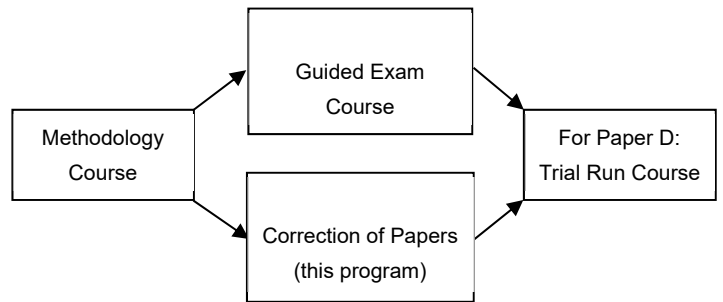 Guided Exam
Course
Methodology
Course
For Paper D:
Trial Run Course
Correction of Papers
(this program)